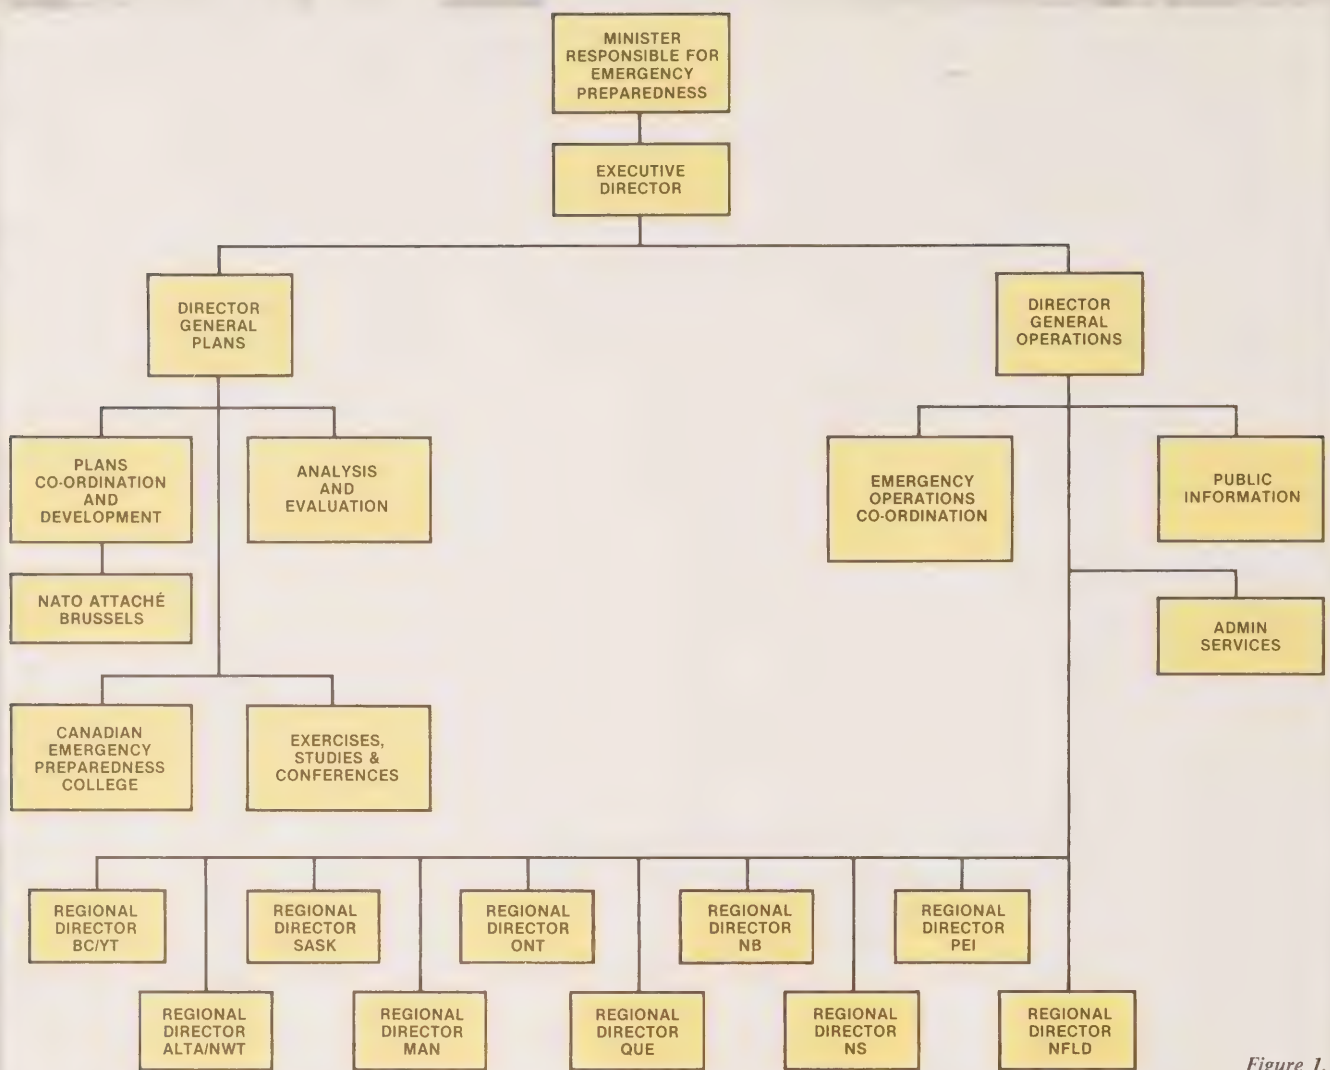 MINISTER
RESPONSIBLE FOR
EMERGENCY
PREPAREDNESS
EXECUTIVE
DIRECTOR
DIRECTOR
GENERAL
PLANS
DIRECTOR
GENERAL
OPERATIONS
PLANS
CO-ORDINATION
AND
DEVELOPMENT
ANALYSIS
AND
EVALUATION
EMERGENCY
OPERATIONS
CO-ORDINATION
PUBLIC
INFORMATION
NATO ATTACHÉ
BRUSSELS
ADMIN
SERVICES
CANADIAN
EMERGENCY
PREPAREDNESS
COLLEGE
EXERCISES,
STUDIES &
CONFERENCES
REGIONAL
DIRECTOR
BC/YT
REGIONAL
DIRECTOR
SASK
REGIONAL
DIRECTOR
ONT
REGIONAL
DIRECTOR
NB
REGIONAL
DIRECTOR
PEI
REGIONAL
DIRECTOR
ALTA/NWT
REGIONAL
DIRECTOR
MAN
REGIONAL
DIRECTOR
QUE
REGIONAL
DIRECTOR
NS
REGIONAL
DIRECTOR
NFLD
Figure 1.